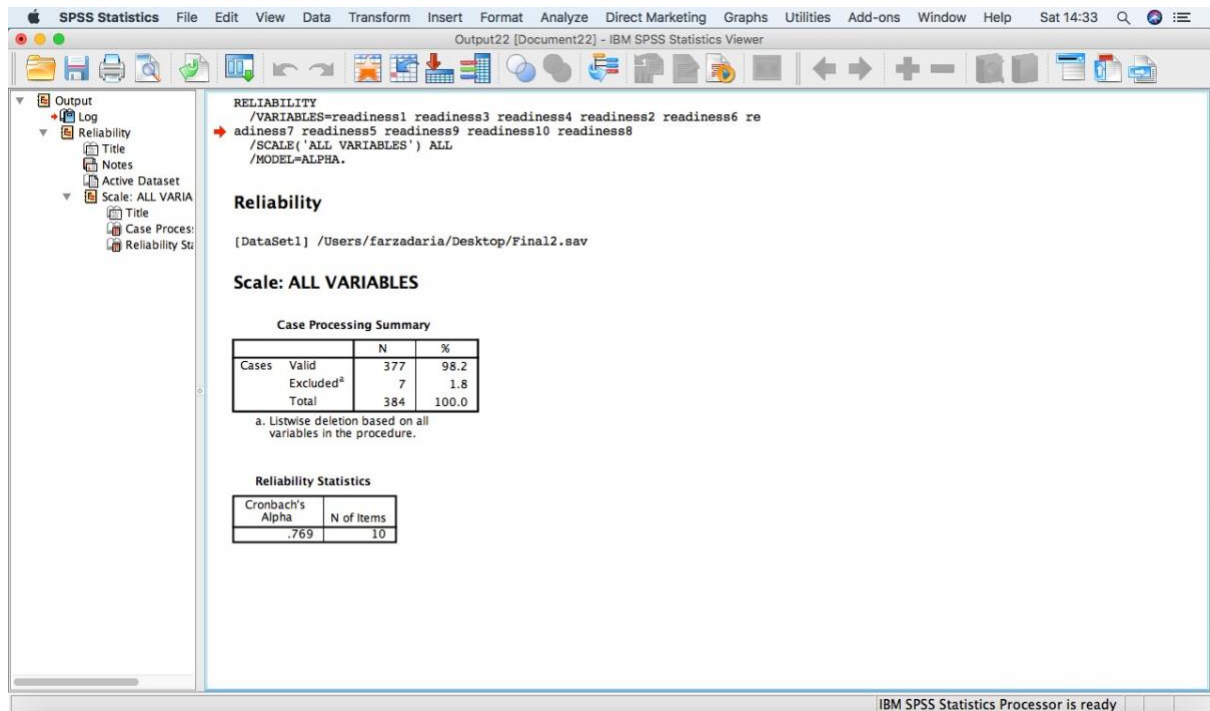 SPSS Statistics File Edit View Data Transform Insert Format Analyze Direct Marketing Graphs Utilities Add-ons Window Help Sat 14:33
Output22 [Document22] - IBM SPSS Statistics Viewer
Output
Log
Reliability
Title
Notes
Active Dataset
Scale: ALL VARIA
Title
Case Process
Reliability Sta
RELIABILITY
/VARIABLES=readiness1 readiness3 readiness4 readiness2 readiness6 re
adiness7 readiness5 readiness9 readiness10 readiness8
/SCALE('ALL VARIABLES') ALL
/MODEL=ALPHA.
Reliability
[DataSet1] /Users/farzadaria/Desktop/Final2.sav
Scale: ALL VARIABLES
Case Processing Summary
N %
Cases Valid 377 98.2
Excludedª 7 1.8
Total 384 100.0
a. Listwise deletion based on all
variables in the procedure.
Reliability Statistics
Cronbach's
Alpha N of Items
.769 10
IBM SPSS Statistics Processor is ready